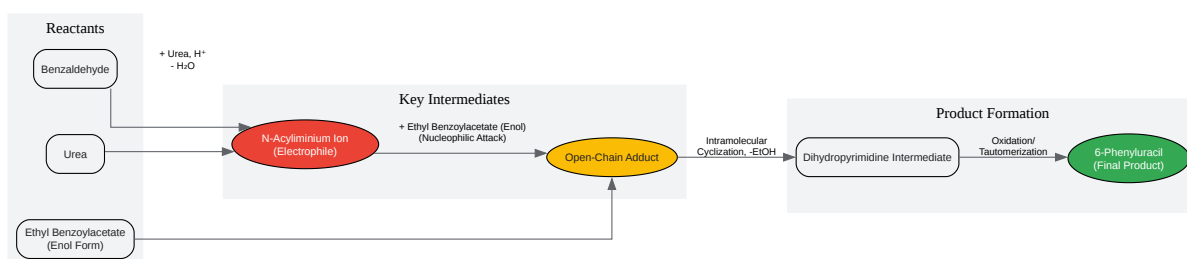 Reactants
Benzaldehyde
Urea
Ethyl Benzoylacetate
(Enol Form)
+ Urea, H⁺
- H₂O
Key Intermediates
N-Acyliminium Ion
(Electrophile)
+ Ethyl Benzoylacetate (Enol)
(Nucleophilic Attack)
Open-Chain Adduct
Intramolecular
Cyclization, -EtOH
Product Formation
Dihydropyrimidine Intermediate
Oxidation/
Tautomerization
6-Phenyluracil
(Final Product)